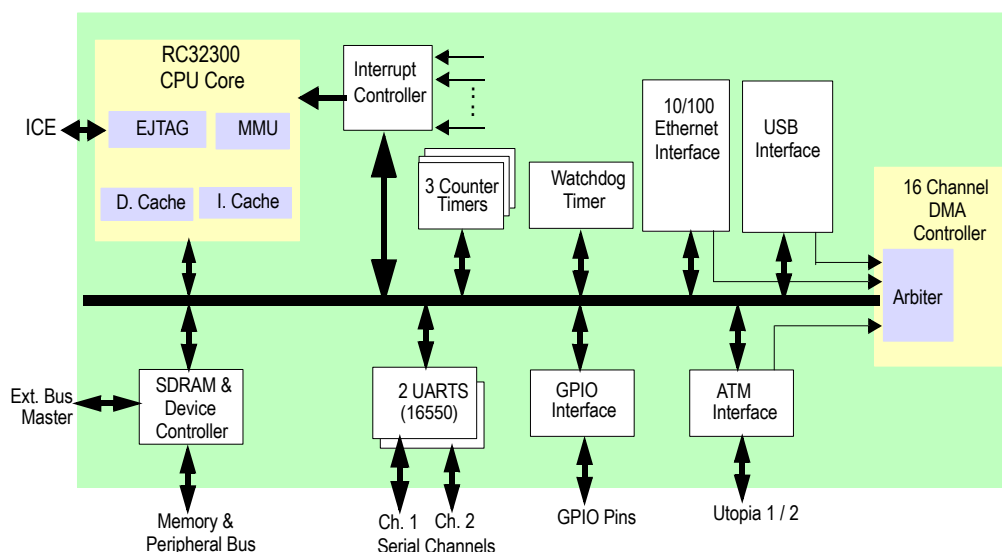 RC32300
CPU Core
EJTAG
MMU
D. Cache
I. Cache
ICE
Interrupt
Controller
3 Counter
Timers
Watchdog
Timer
10/100
Ethernet
Interface
USB
Interface
16 Channel
DMA
Controller
Arbiter
Ext. Bus
Master
SDRAM &
Device
Controller
2 UARTS
(16550)
GPIO
Interface
ATM
Interface
Memory &
Peripheral Bus
Ch. 1
Ch. 2
Serial Channels
GPIO Pins
Utopia 1 / 2